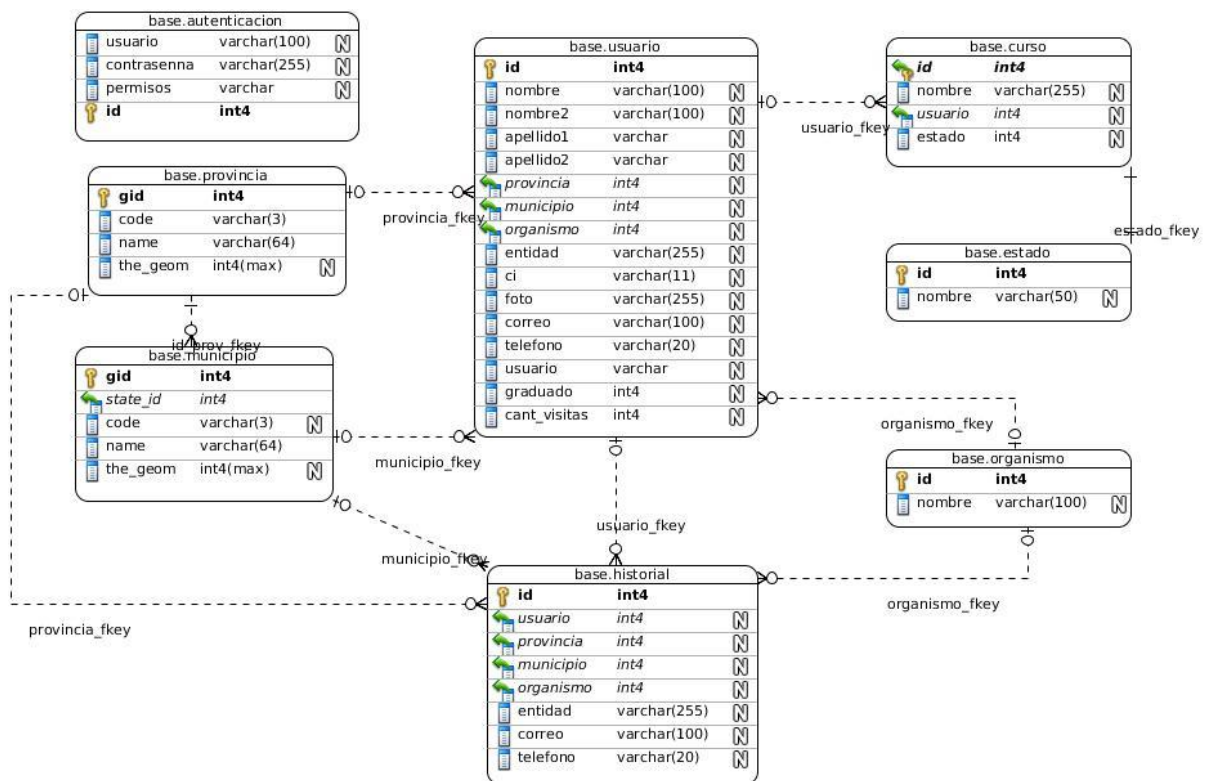 base.autenticacion
usuario varchar(100) N
contrasenna varchar(255) N
permisos varchar N
id int4
base.provincia
gid int4
code varchar(3)
name varchar(64)
the_geom int4(max) N
provincia_fkey
id_prov_fkey
base.municipio
gid int4
state_id int4
code varchar(3) N
name varchar(64)
the_geom int4(max) N
municipio_fkey
municipio_fkey
provincia_fkey
base.usuario
id int4
nombre varchar(100) N
nombre2 varchar(100) N
apellido1 varchar N
apellido2 varchar N
provincia int4 N
municipio int4 N
organismo int4 N
entidad varchar(255) N
ci varchar(11) N
foto varchar(255) N
correo varchar(100) N
telefono varchar(20) N
usuario varchar N
graduado int4 N
cant_visitas int4 N
usuario_fkey
base.historial
id int4
usuario int4 N
provincia int4 N
municipio int4 N
organismo int4 N
entidad varchar(255) N
correo varchar(100) N
telefono varchar(20) N
usuario_fkey
base.curso
id int4
nombre varchar(255) N
usuario int4 N
estado int4 N
estado_fkey
base.estado
id int4
nombre varchar(50) N
organismo_fkey
base.organismo
id int4
nombre varchar(100) N
organismo_fkey